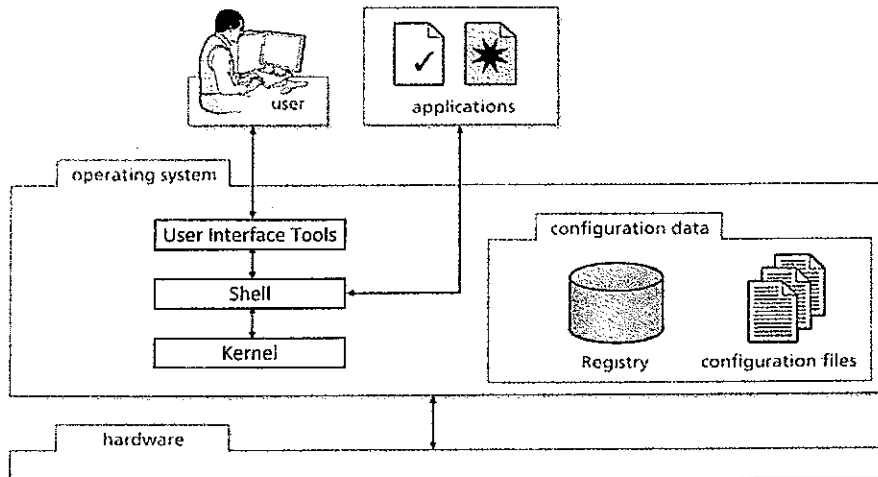 user
applications
operating system
User Interface Tools
Shell
Kernel
configuration data
Registry
configuration files
hardware